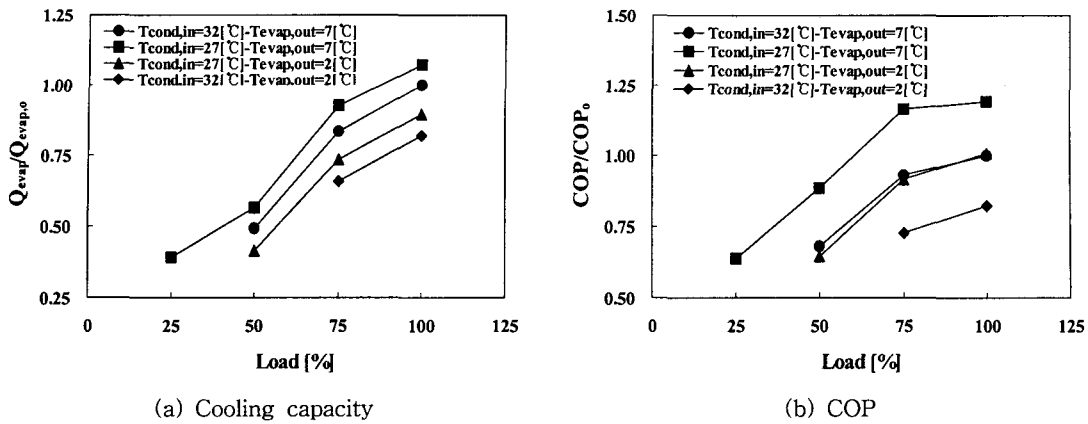 1.25
1.00
0.75
0.50
0.25
Qevap/Qevap,o
Tcond,in=32[℃]-Tevap,out=7[℃]
Tcond,in=27[℃]-Tevap,out=7[℃]
Tcond,in=27[℃]-Tevap,out=2[℃]
Tcond,in=32[℃]-Tevap,out=2[℃]
0 25 50 75 100 125
Load [%]
(a) Cooling capacity
1.50
1.25
1.00
0.75
0.50
COP/COPo
Tcond,in=32[℃]-Tevap,out=7[℃]
Tcond,in=27[℃]-Tevap,out=7[℃]
Tcond,in=27[℃]-Tevap,out=2[℃]
Tcond,in=32[℃]-Tevap,out=2[℃]
0 25 50 75 100 125
Load [%]
(b) COP